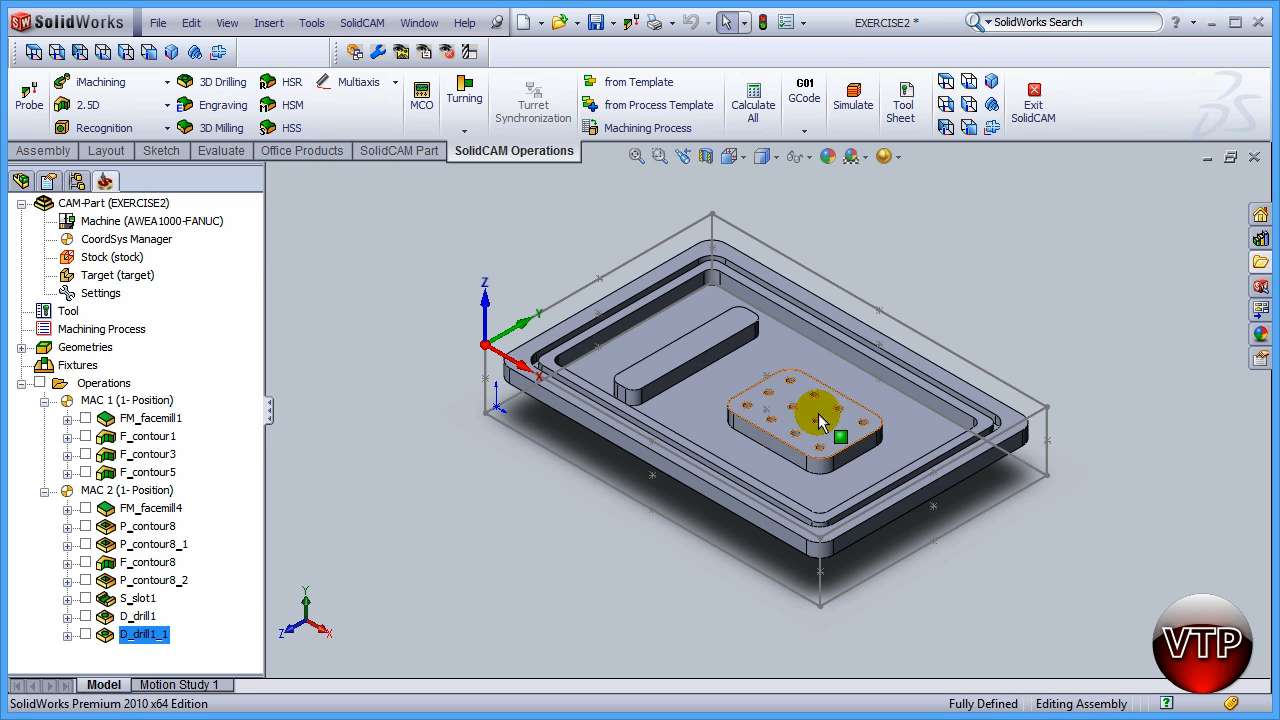 SolidWorks File Edit View Insert Tools SolidCAM Window Help EXERCISE2 * SolidWorks Search ?
Probe
iMachining
2.5D
Recognition
3D Drilling
Engraving
3D Milling
HSR
HSM
HSS
Multiaxis
MCO
Turning
Turret
Synchronization
from Template
from Process Template
Machining Process
Calculate
All
G01
GCode
Simulate
Tool
Sheet
Exit
SolidCAM
Assembly Layout Sketch Evaluate Office Products SolidCAM Part SolidCAM Operations
CAM-Part (EXERCISE2)
Machine (AWEA1000-FANUC)
CoordSys Manager
Stock (stock)
Target (target)
Settings
Tool
Machining Process
Geometries
Fixtures
Operations
MAC 1 (1- Position)
FM_facemill1
F_contour1
F_contour3
F_contour5
MAC 2 (1- Position)
FM_facemill4
P_contour8
P_contour8_1
F_contour8
P_contour8_2
S_slot1
D_drill1
D_drill1_1
Z
Y
X
Y
Z X
VTP
Model Motion Study 1
SolidWorks Premium 2010 x64 Edition Fully Defined Editing Assembly ?